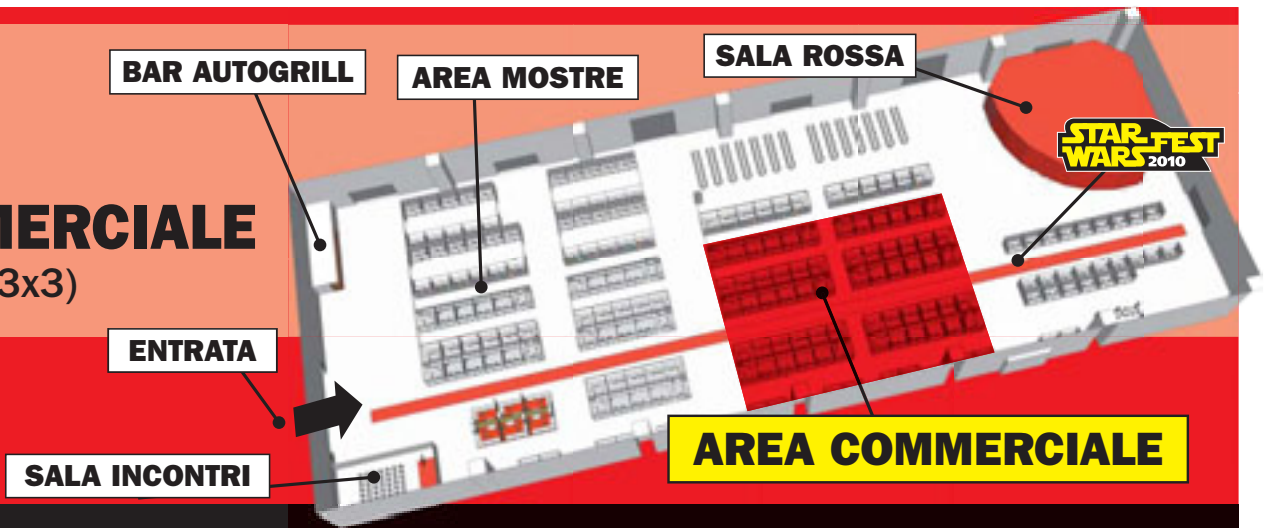 BAR AUTOGRILL
AREA MOSTRE
SALA ROSSA
STAR WARS FEST 2010
MERCIALE
3x3)
ENTRATA
AREA COMMERCIALE
SALA INCONTRI